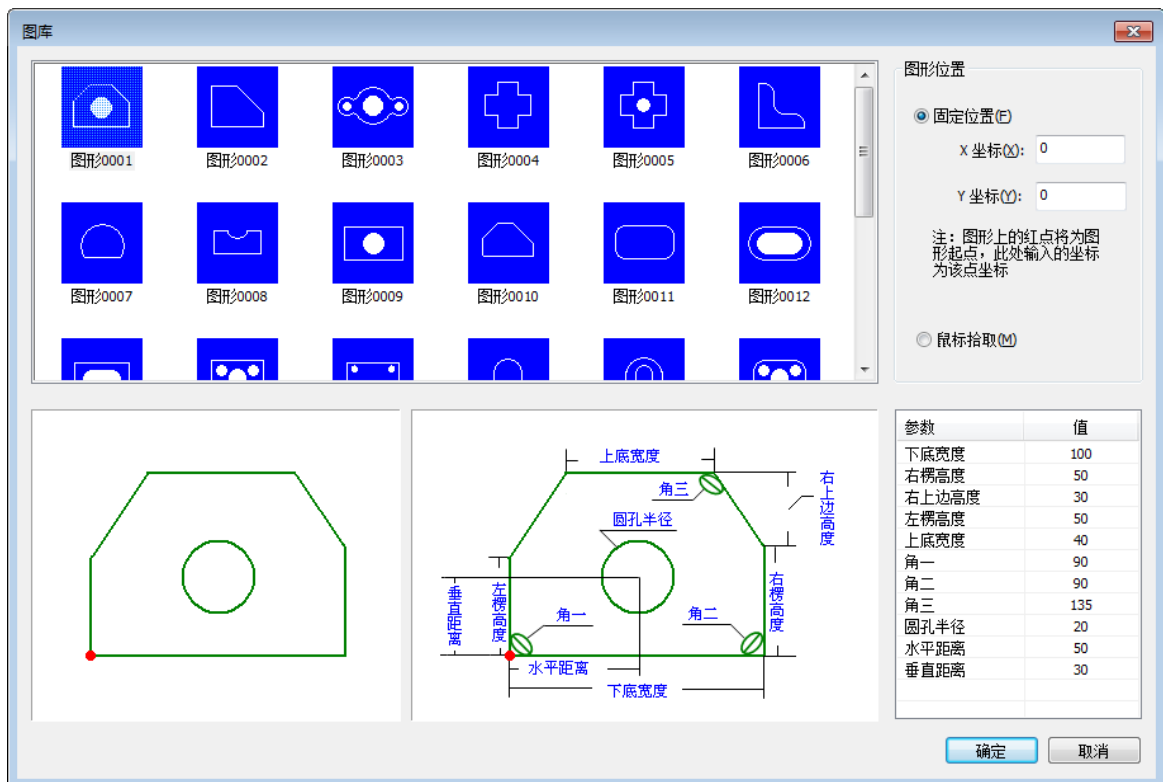 图库
图形0001 图形0002 图形0003 图形0004 图形0005 图形0006
图形0007 图形0008 图形0009 图形0010 图形0011 图形0012
图形位置
固定位置(F)
X 坐标(X): 0
Y 坐标(Y): 0
注：图形上的红点将为图
形起点，此处输入的坐标
为该点坐标
鼠标拾取(M)
上底宽度
角三
右上边高度
圆孔半径
垂直距离
左楞高度
右楞高度
角一
角二
水平距离
下底宽度
参数 值
下底宽度 100
右楞高度 50
右上边高度 30
左楞高度 50
上底宽度 40
角一 90
角二 90
角三 135
圆孔半径 20
水平距离 50
垂直距离 30
确定 取消